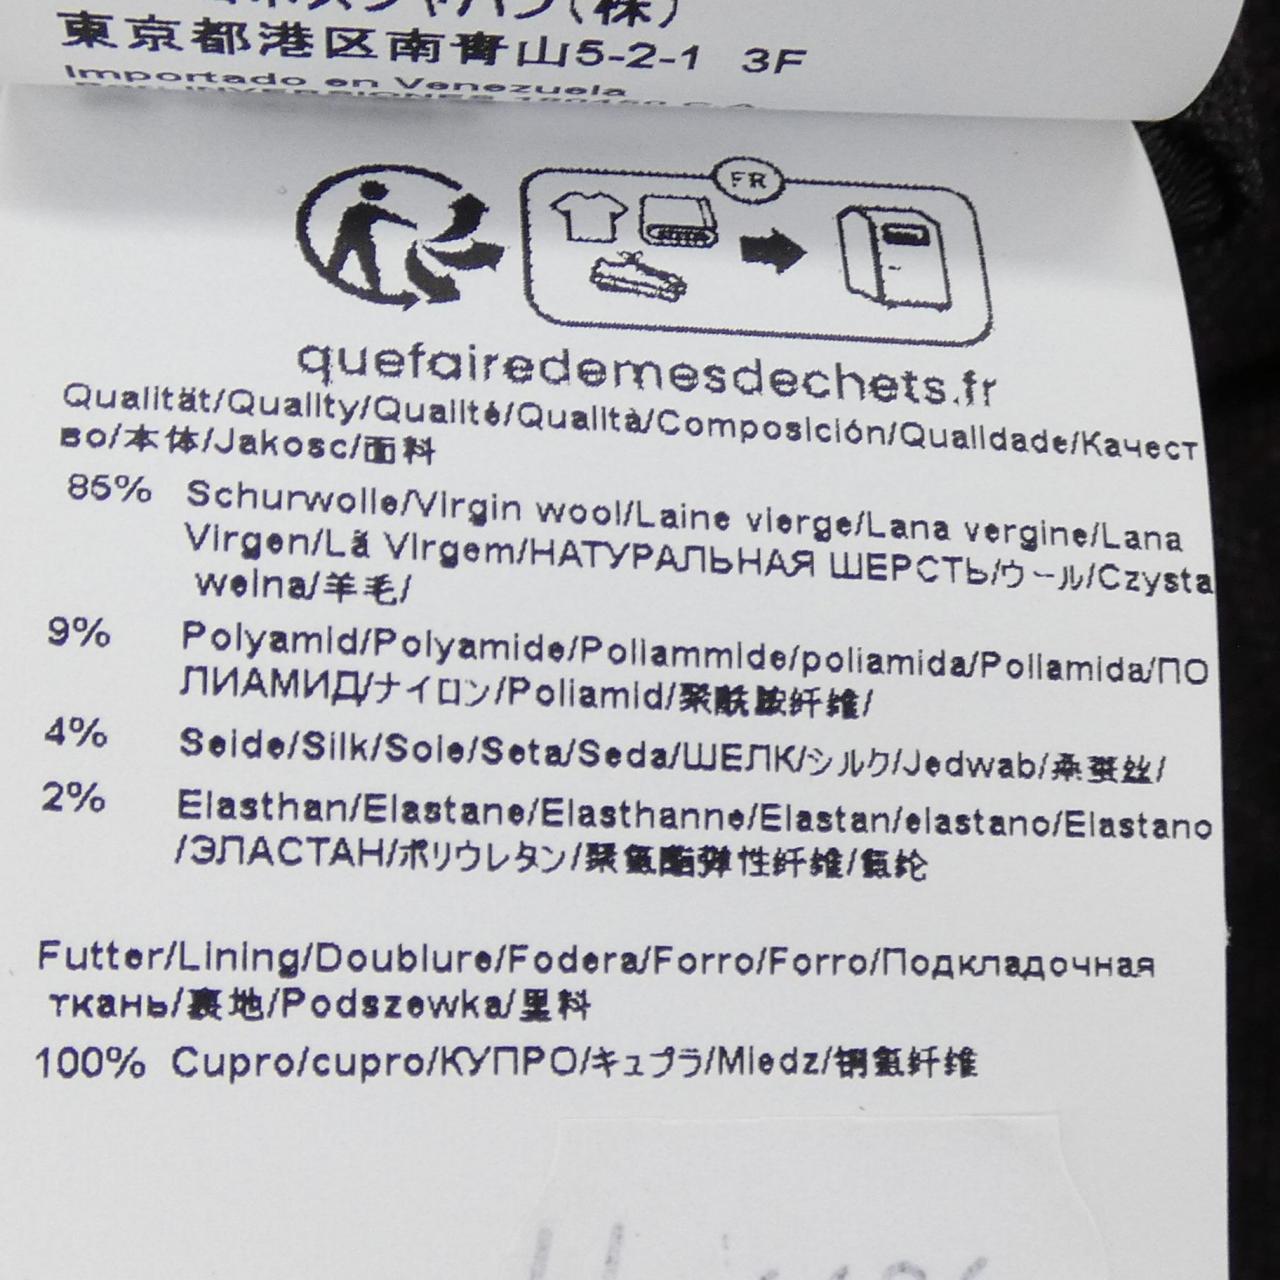 (株)
東京都港区南青山5-2-1 3F
Importado en Venezuela
FR
quefairedemesdechets.fr
Qualität/Quality/Qualité/Qualità/Composición/Qualidade/Качест
во/本体/Jakosc/面料
85% Schurwolle/Virgin wool/Laine vierge/Lana vergine/Lana
Virgen/Lã Virgem/НАТУРАЛЬНАЯ ШЕРСТЬ/ウール/Czysta
welna/羊毛/
9% Polyamid/Polyamide/Poliammide/poliamida/Poliamida/ПО
ЛИАМИД/ナイロン/Poliamid/聚酰胺纤维/
4% Seide/Silk/Soie/Seta/Seda/ШЕЛК/シルク/Jedwab/桑蚕丝/
2% Elasthan/Elastane/Elasthanne/Elastan/elastano/Elastano
/ЭЛАСТАН/ポリウレタン/聚氨酯弹性纤维/氨纶
Futter/Lining/Doublure/Fodera/Forro/Forro/Подкладочная
ткань/裏地/Podszewka/里料
100% Cupro/cupro/КУПРО/キュプラ/Miedz/铜氨纤维